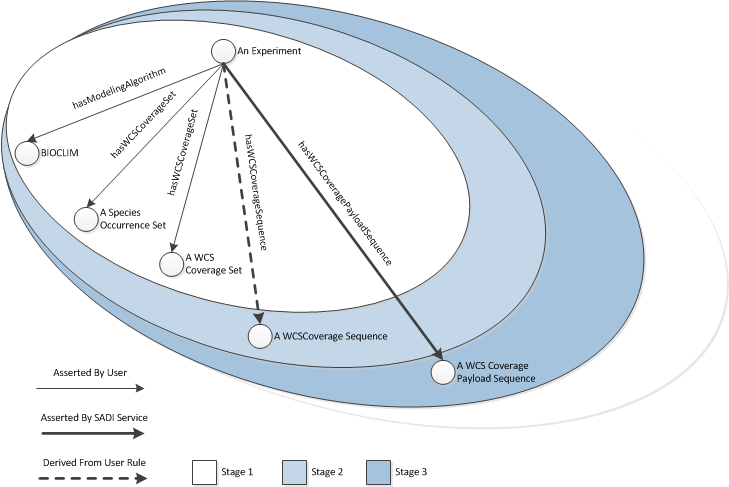 An Experiment
hasModelingAlgorithm
hasWCSCoverageSet
hasWCSCoverageSet
hasWCSCoverageSequence
hasWCSCoveragePayloadSequence
BIOCLIM
A Species
Occurrence Set
A WCS
Coverage Set
A WCSCoverage Sequence
A WCS Coverage
Payload Sequence
Asserted By User
Asserted By SADI Service
Derived From User Rule
Stage 1
Stage 2
Stage 3